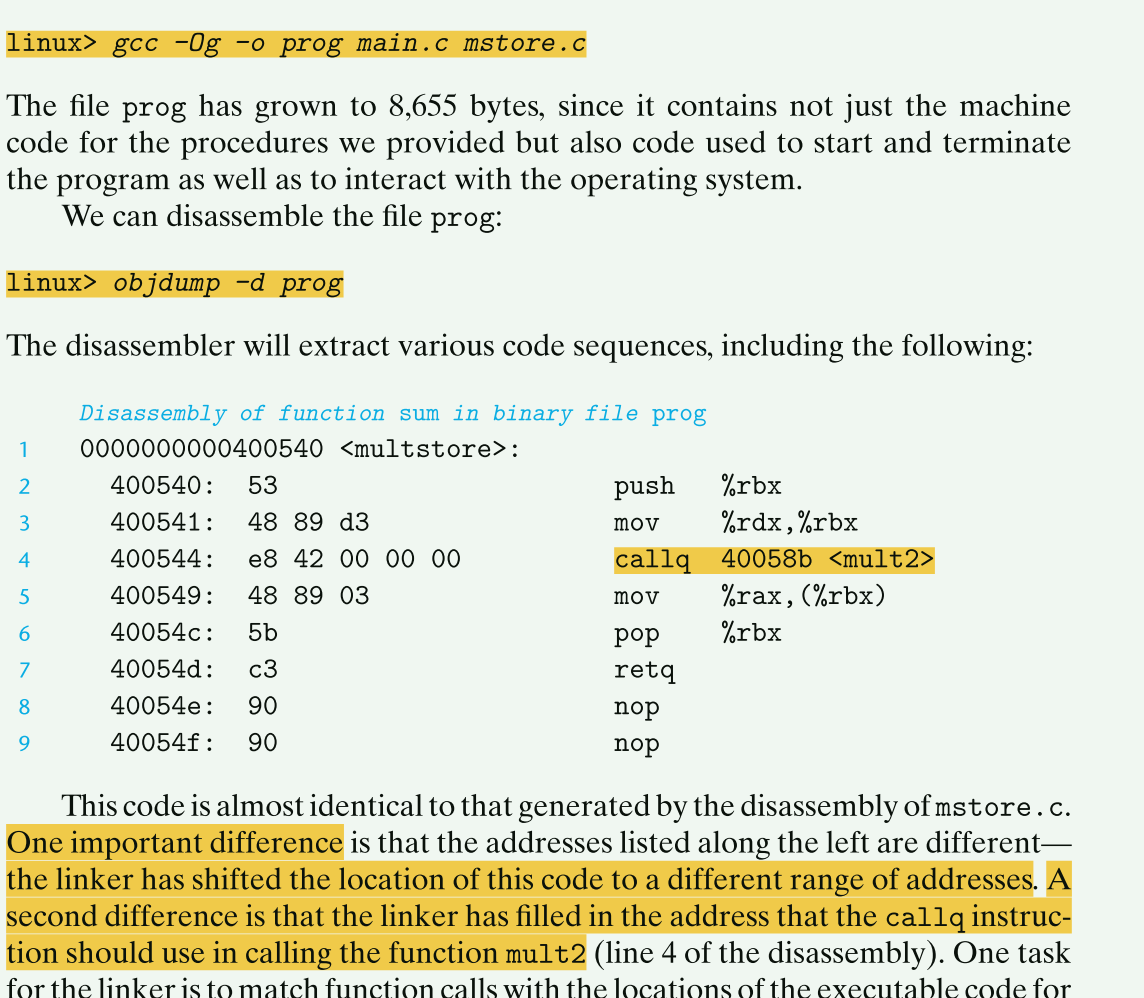 linux> gcc -Og -o prog main.c mstore.c
The file prog has grown to 8,655 bytes, since it contains not just the machine
code for the procedures we provided but also code used to start and terminate
the program as well as to interact with the operating system.
We can disassemble the file prog:
linux> objdump -d prog
The disassembler will extract various code sequences, including the following:
Disassembly of function sum in binary file prog
1 0000000000400540 <multstore>:
2 400540: 53 push %rbx
3 400541: 48 89 d3 mov %rdx,%rbx
4 400544: e8 42 00 00 00 callq 40058b <mult2>
5 400549: 48 89 03 mov %rax,(%rbx)
6 40054c: 5b pop %rbx
7 40054d: c3 retq
8 40054e: 90 nop
9 40054f: 90 nop
This code is almost identical to that generated by the disassembly of mstore.c.
One important difference is that the addresses listed along the left are different—
the linker has shifted the location of this code to a different range of addresses. A
second difference is that the linker has filled in the address that the callq instruc-
tion should use in calling the function mult2 (line 4 of the disassembly). One task
for the linker is to match function calls with the locations of the executable code for